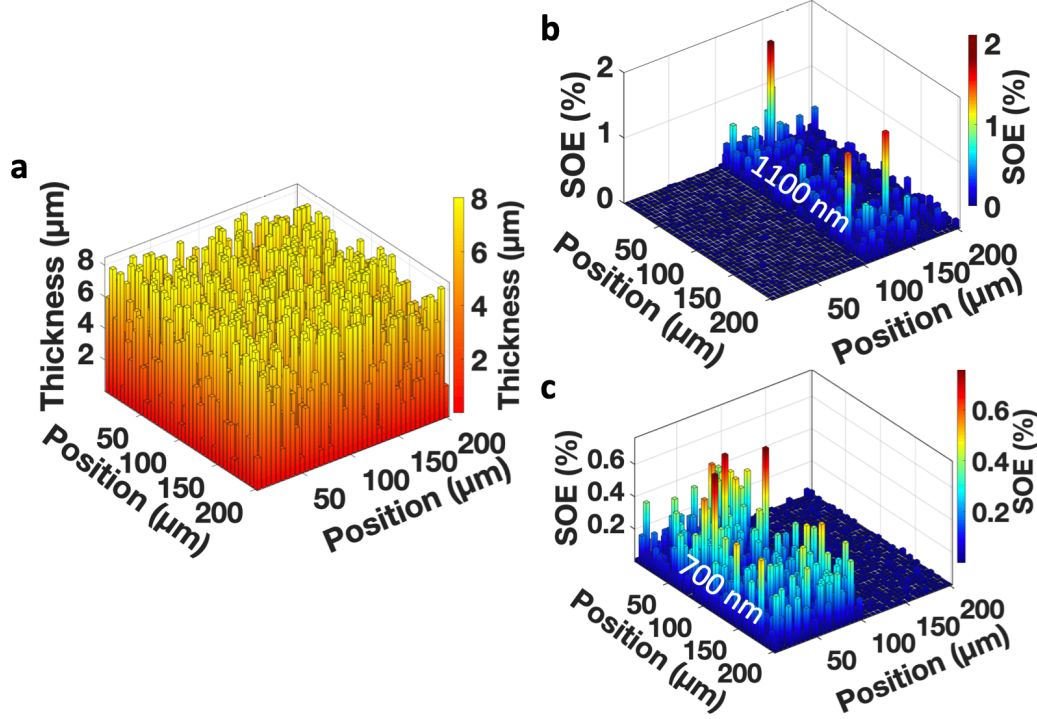 a
Thickness (μm)
8
6
4
2
50
100
150
200
Position (μm)
50
100
150
200
Position (μm)
8
6
4
2
Thickness (μm)
b
SOE (%)
2
1
0
1100 nm
50
100
150
200
Position (μm)
50
100
150
200
Position (μm)
2
1
0
SOE (%)
c
SOE (%)
0.6
0.4
0.2
700 nm
50
100
150
200
Position (μm)
50
100
150
200
Position (μm)
0.6
0.4
0.2
SOE (%)